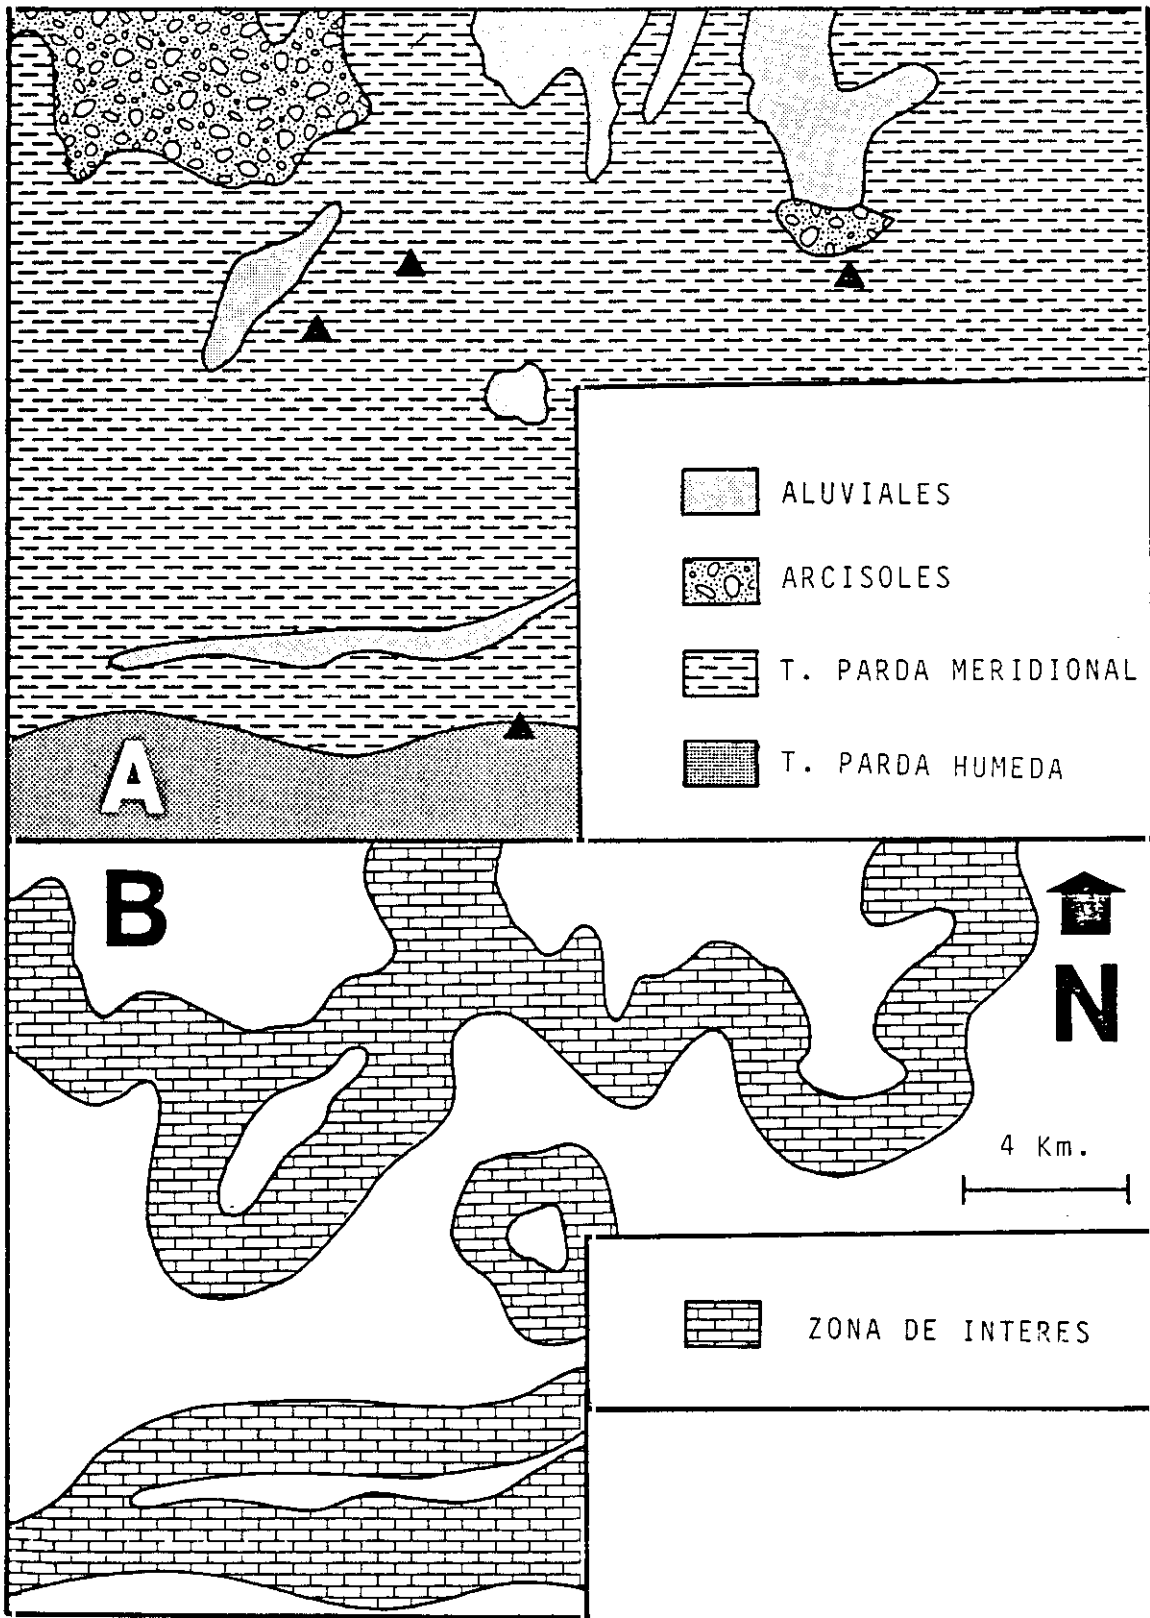 ALUVIALES
ARCISOLES
T. PARDA MERIDIONAL
T. PARDA HUMEDA
A
B
N
4 Km.
ZONA DE INTERES